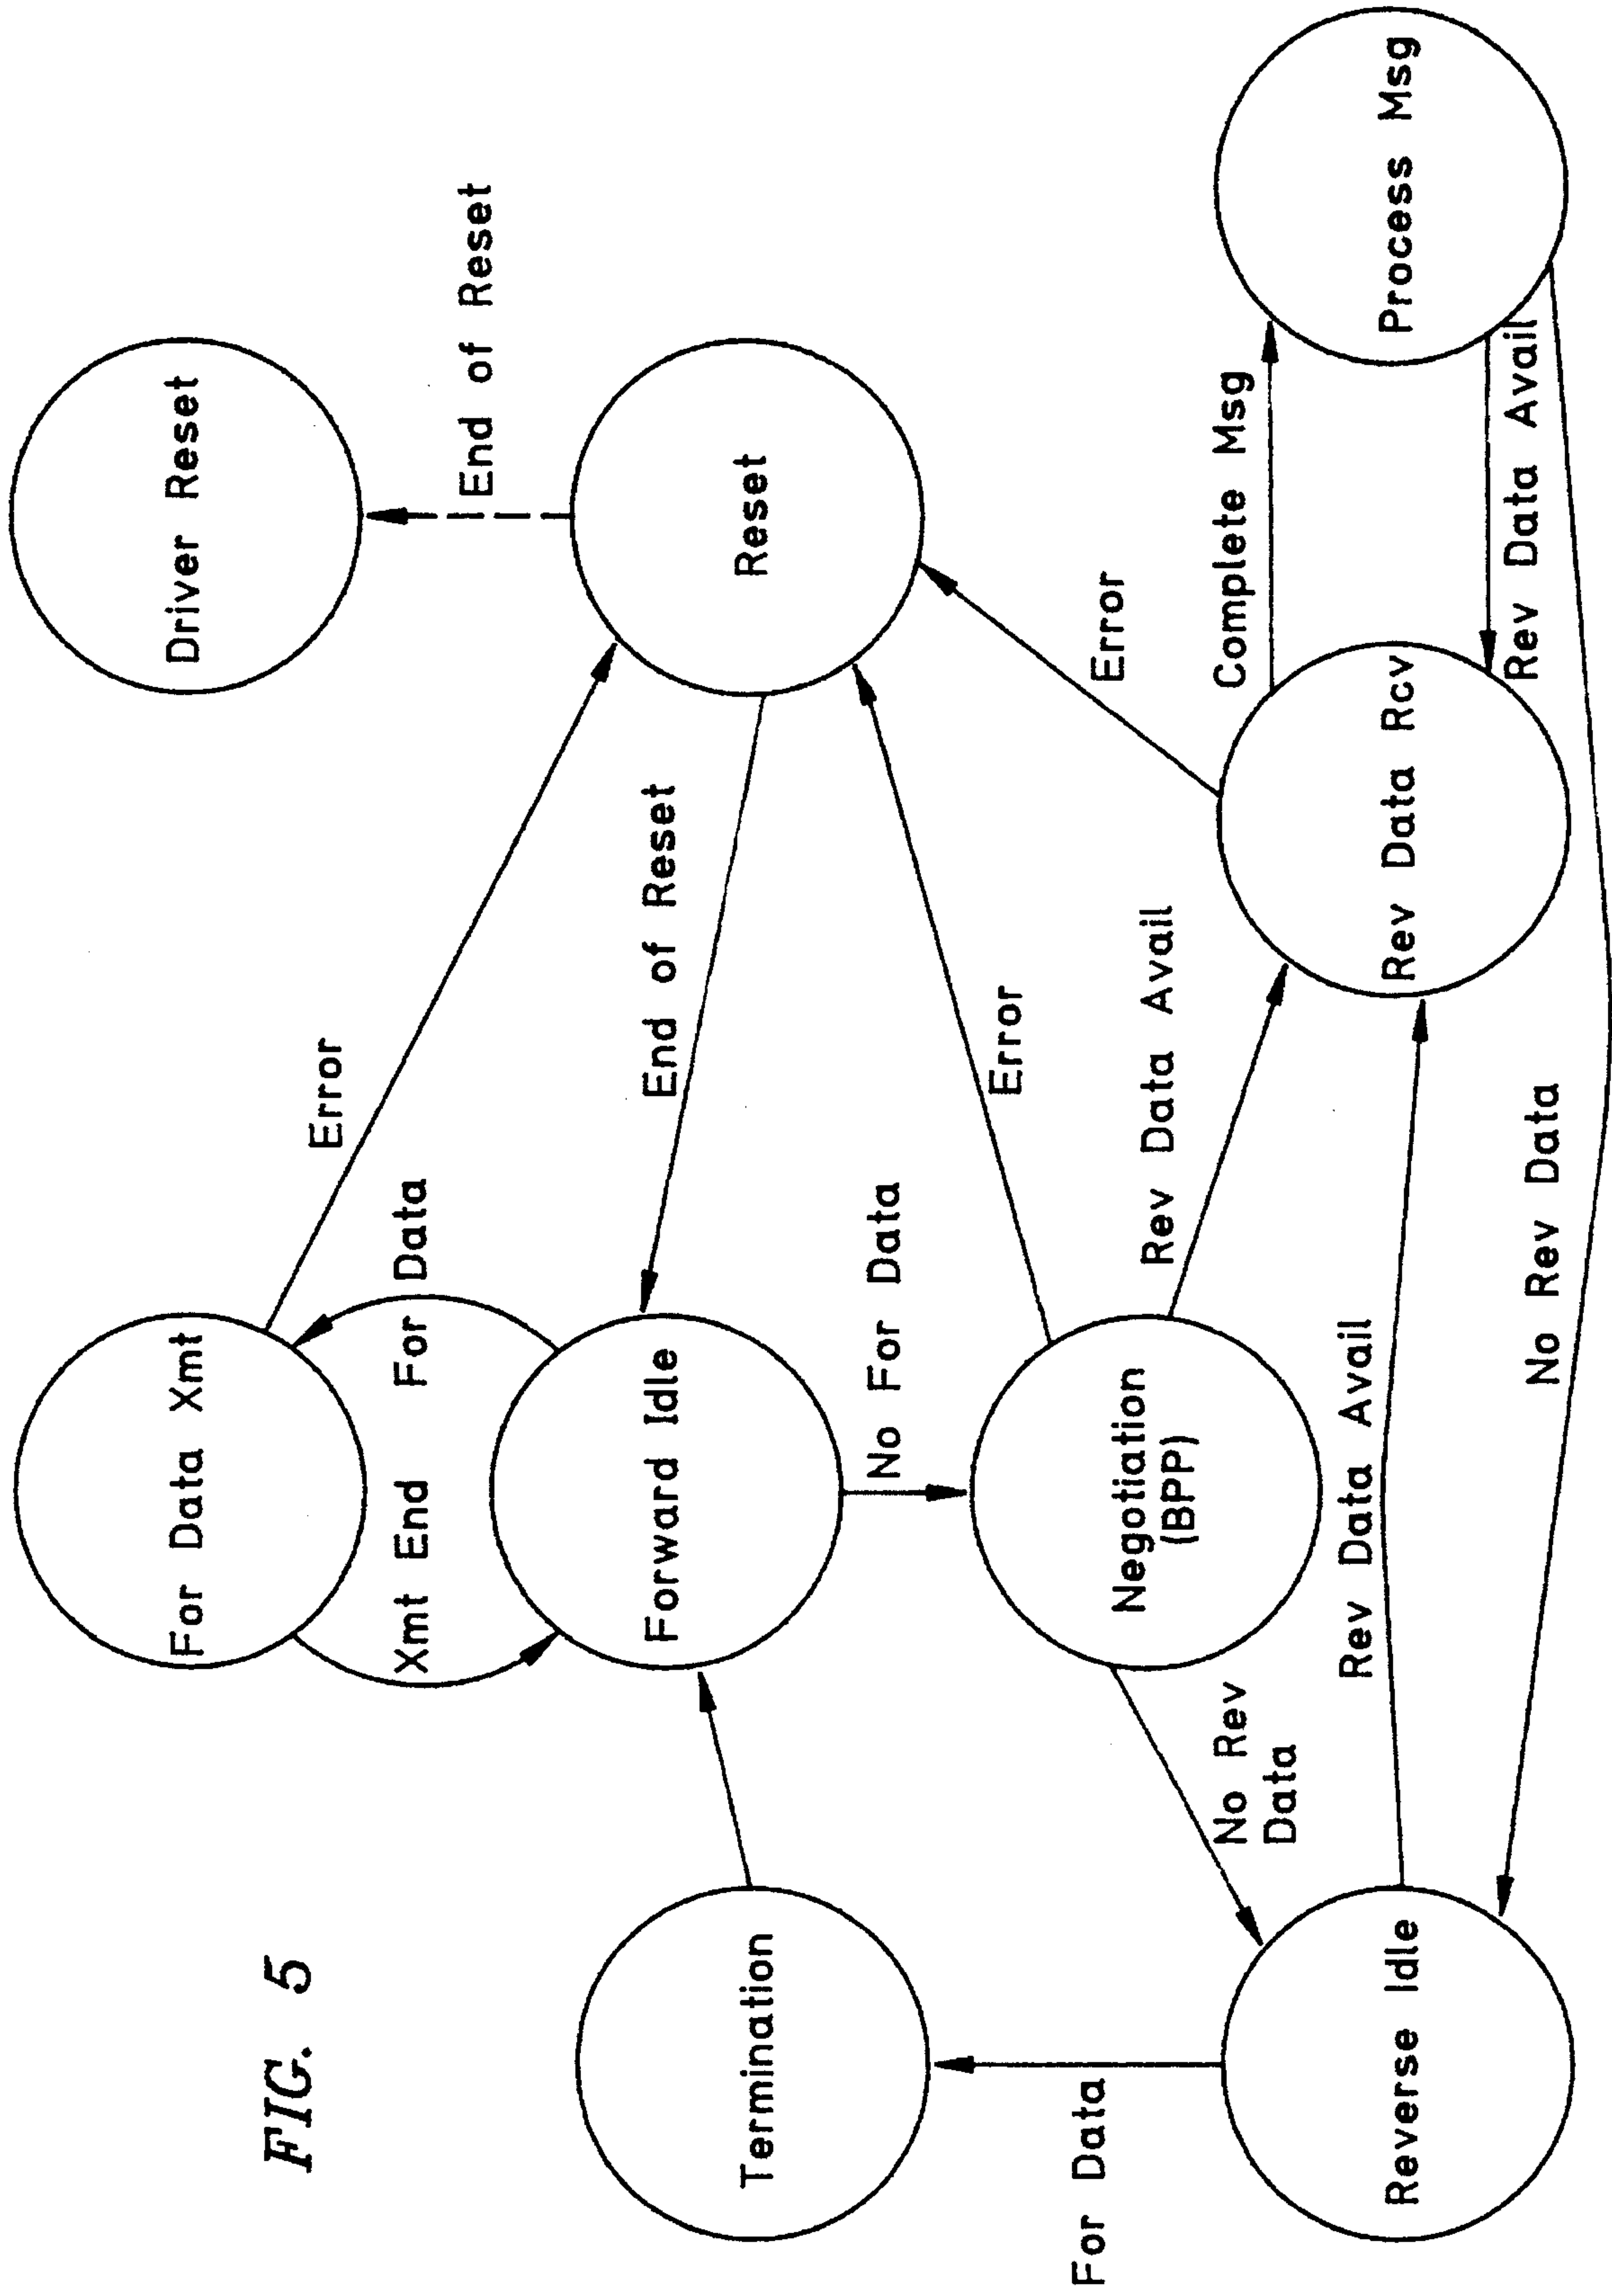 FIG. 5
For Data Xmt
Driver Reset
Error
Xmt End
For Data
End of Reset
Termination
Forward Idle
End of Reset
Reset
No For Data
Error
For Data
Negotiation
(BPP)
Rev Data Avail
Error
No Rev
Data
Complete Msg
Rev Data Avail
Reverse Idle
Rev Data Rcv
Process Msg
Rev Data Avail
No Rev Data